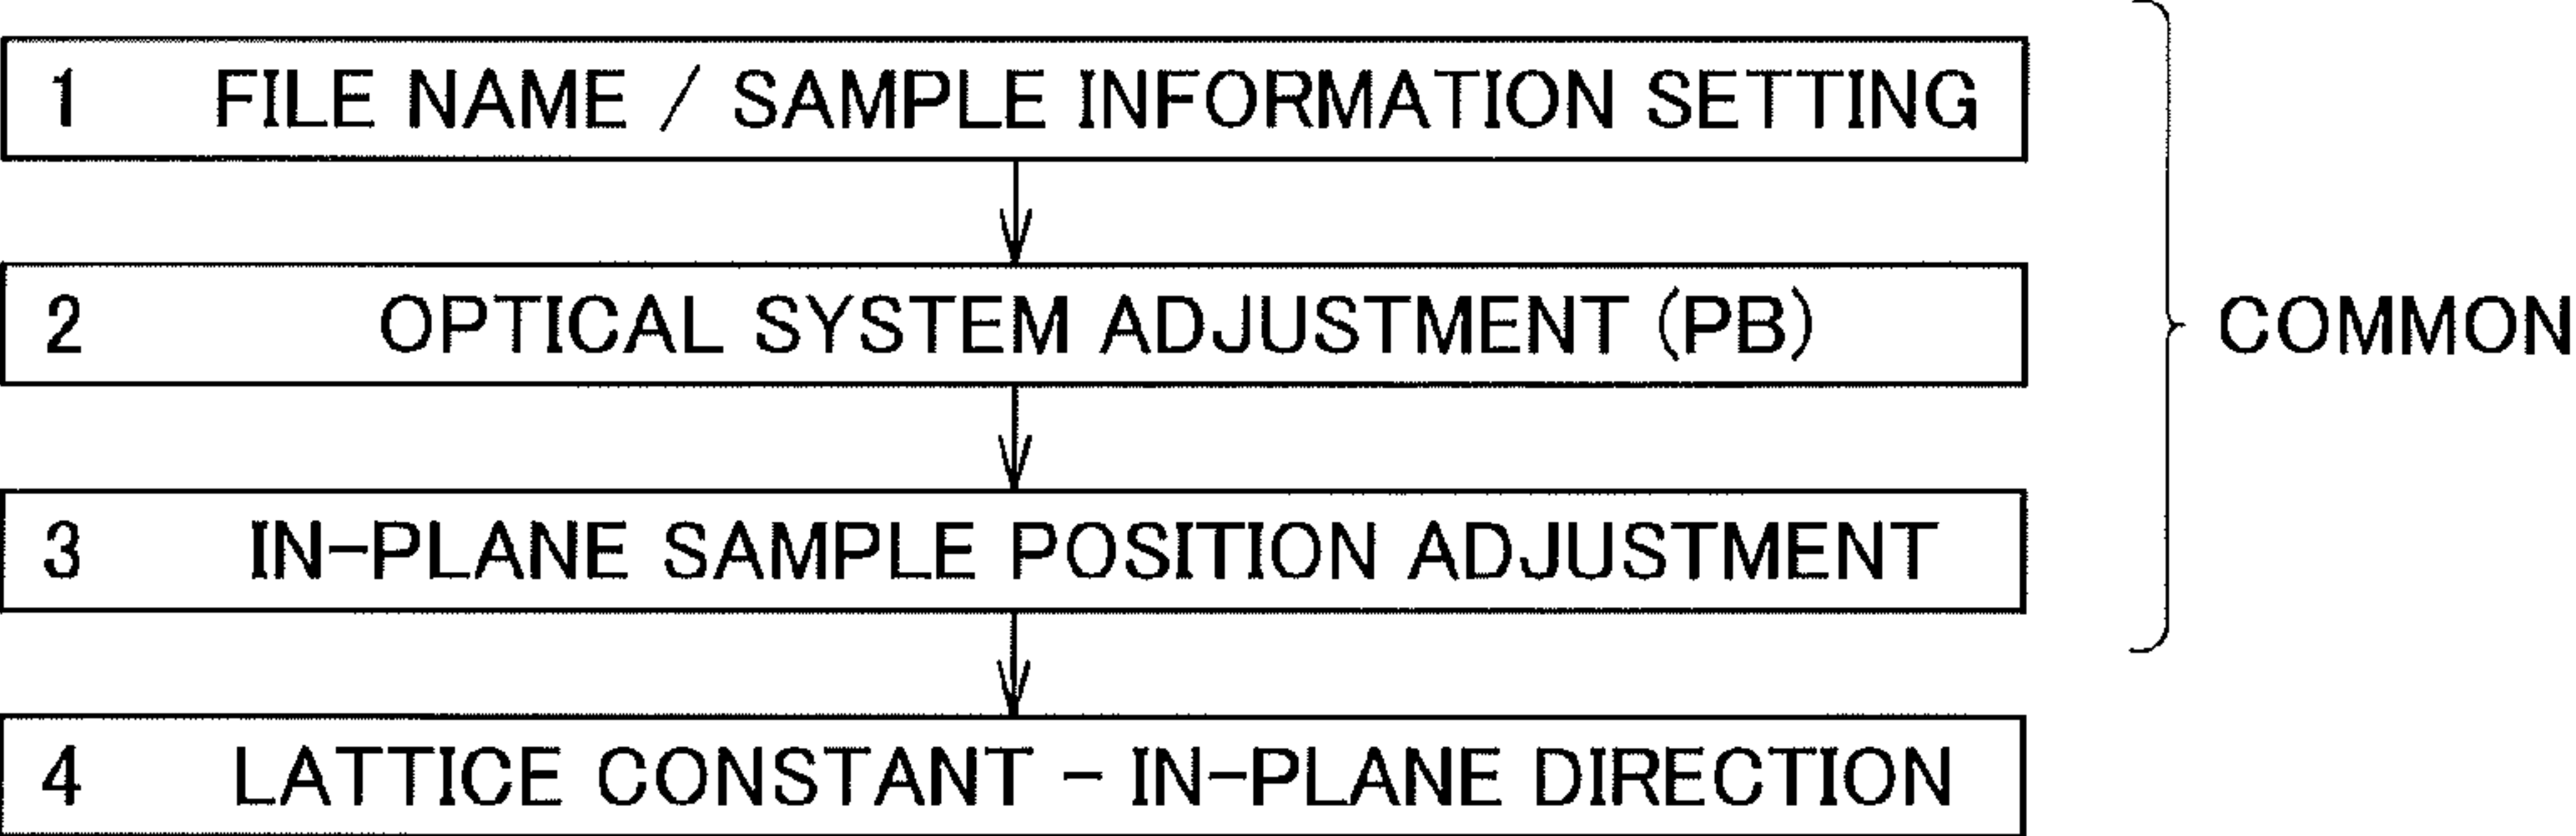 1 FILE NAME / SAMPLE INFORMATION SETTING
2 OPTICAL SYSTEM ADJUSTMENT (PB)
COMMON
3 IN-PLANE SAMPLE POSITION ADJUSTMENT
4 LATTICE CONSTANT - IN-PLANE DIRECTION